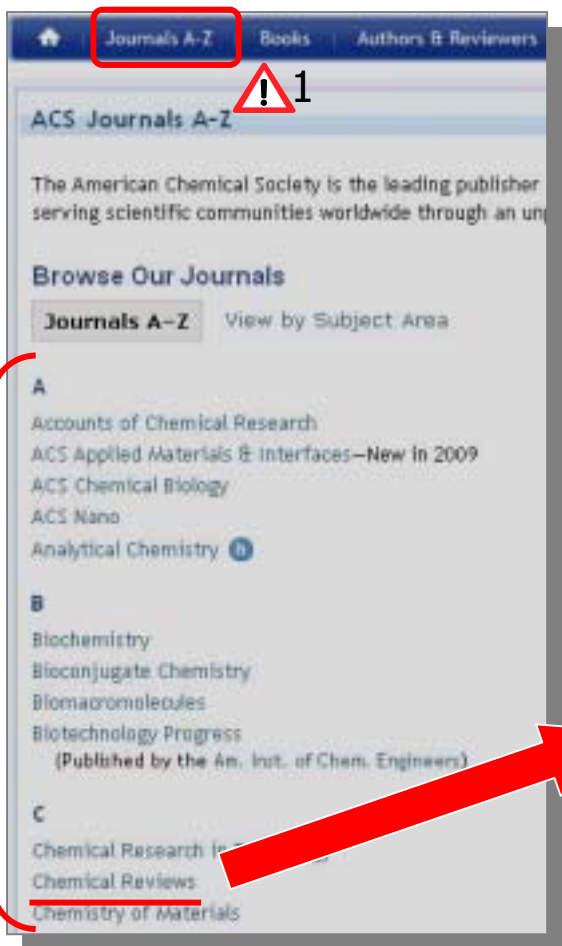 Journals A-Z Books Authors & Reviewers
1
ACS Journals A-Z
The American Chemical Society is the leading publisher
serving scientific communities worldwide through an
Browse Our Journals
Journals A-Z View by Subject Area
A
Accounts of Chemical Research
ACS Applied Materials & Interfaces—New in 2009
ACS Chemical Biology
ACS Nano
Analytical Chemistry
B
Biochemistry
Bioconjugate Chemistry
Biomacromolecules
Biotechnology Progress
(Published by the Am. Inst. of Chem. Engineers)
C
Chemical Research
Chemical Reviews
Chemistry of Materials